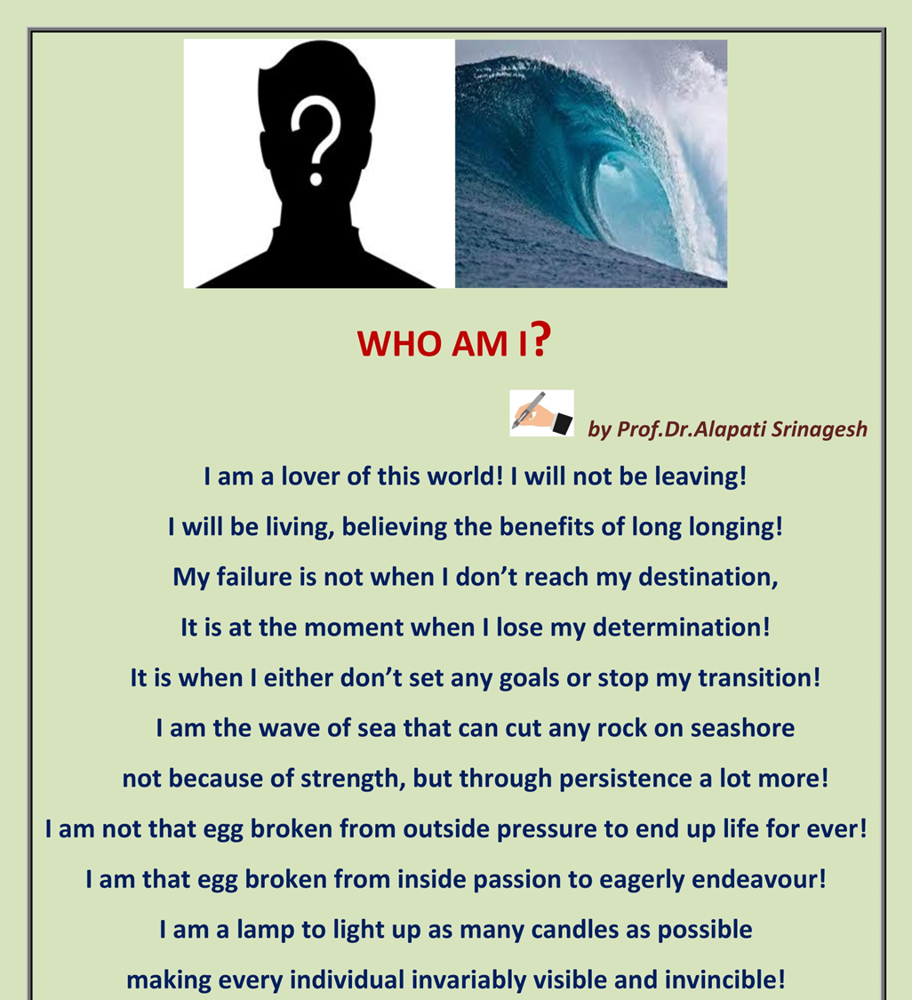 ?
WHO AM I?
by Prof.Dr.Alapati Srinagesh
I am a lover of this world! I will not be leaving!
I will be living, believing the benefits of long longing!
My failure is not when I don’t reach my destination,
It is at the moment when I lose my determination!
It is when I either don’t set any goals or stop my transition!
I am the wave of sea that can cut any rock on seashore
not because of strength, but through persistence a lot more!
I am not that egg broken from outside pressure to end up life for ever!
I am that egg broken from inside passion to eagerly endeavour!
I am a lamp to light up as many candles as possible
making every individual invariably visible and invincible!